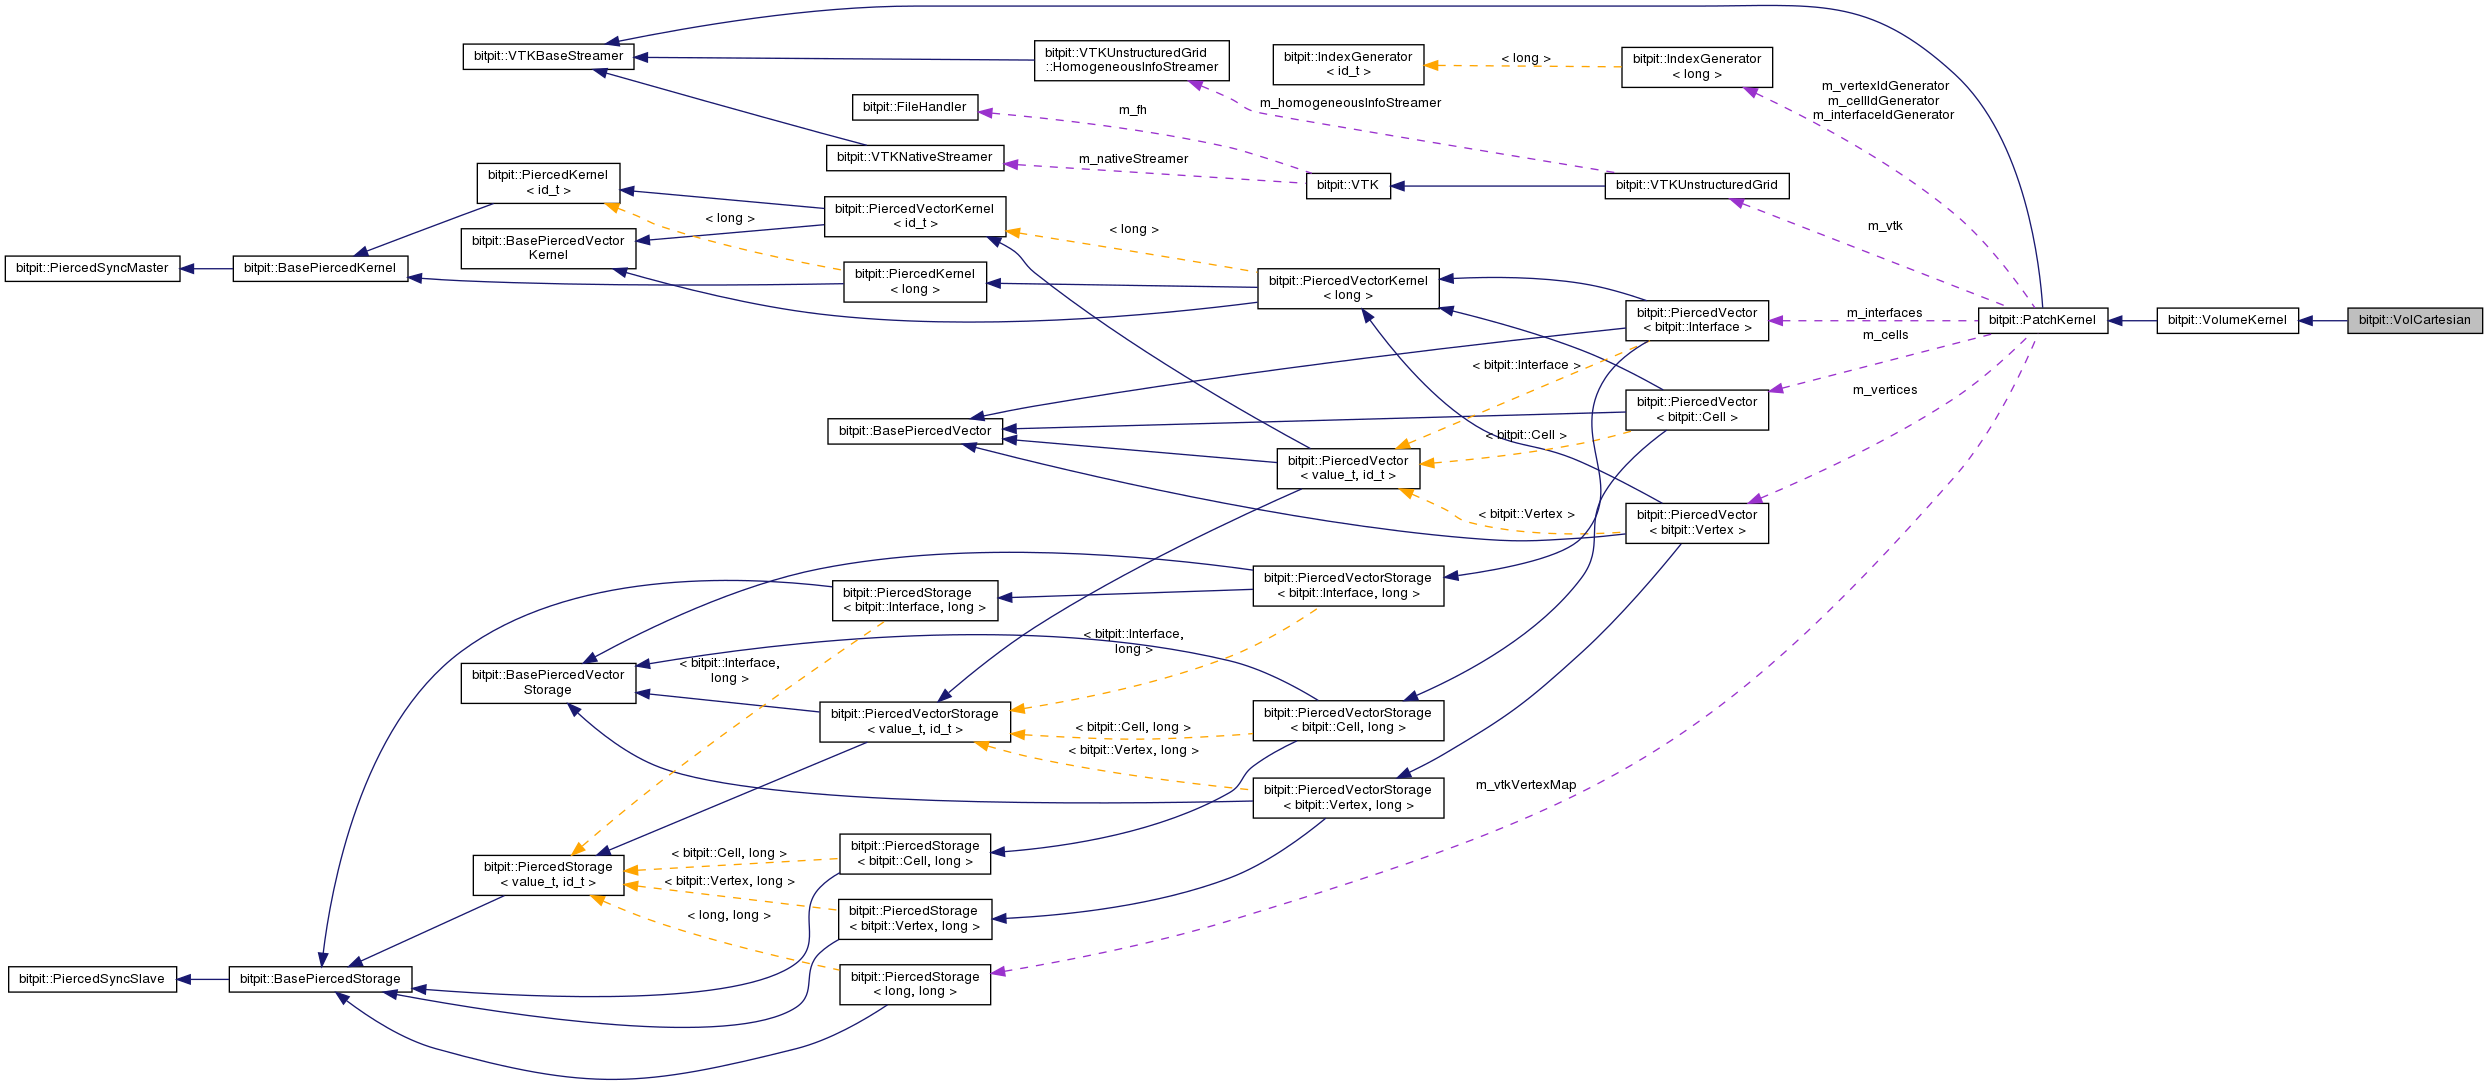 bitpit::VTKBaseStreamer
bitpit::VTKUnstructuredGrid
::HomogeneousInfoStreamer
bitpit::IndexGenerator
< id_t >
< long >
bitpit::IndexGenerator
< long >
m_vertexIdGenerator
m_cellIdGenerator
m_interfaceIdGenerator
bitpit::FileHandler
m_fh
m_homogeneousInfoStreamer
bitpit::VTKNativeStreamer
m_nativeStreamer
bitpit::VTK
bitpit::VTKUnstructuredGrid
m_vtk
bitpit::PiercedKernel
< id_t >
< long >
bitpit::PiercedVectorKernel
< id_t >
< long >
bitpit::BasePiercedVector
Kernel
bitpit::PiercedSyncMaster
bitpit::BasePiercedKernel
bitpit::PiercedKernel
< long >
bitpit::PiercedVectorKernel
< long >
bitpit::PiercedVector
< bitpit::Interface >
m_interfaces
m_cells
bitpit::PatchKernel
bitpit::VolumeKernel
bitpit::VolCartesian
< bitpit::Interface >
bitpit::PiercedVector
< bitpit::Cell >
m_vertices
bitpit::BasePiercedVector
< bitpit::Cell >
bitpit::PiercedVector
< value_t, id_t >
< bitpit::Vertex >
bitpit::PiercedVector
< bitpit::Vertex >
bitpit::PiercedStorage
< bitpit::Interface, long >
bitpit::PiercedVectorStorage
< bitpit::Interface, long >
< bitpit::Interface,
long >
< bitpit::Interface,
long >
bitpit::BasePiercedVector
Storage
bitpit::PiercedVectorStorage
< value_t, id_t >
< bitpit::Cell, long >
< bitpit::Vertex, long >
bitpit::PiercedVectorStorage
< bitpit::Cell, long >
bitpit::PiercedVectorStorage
< bitpit::Vertex, long >
m_vtkVertexMap
bitpit::PiercedStorage
< value_t, id_t >
< bitpit::Cell, long >
< bitpit::Vertex, long >
< long, long >
bitpit::PiercedStorage
< bitpit::Cell, long >
bitpit::PiercedStorage
< bitpit::Vertex, long >
bitpit::PiercedSyncSlave
bitpit::BasePiercedStorage
bitpit::PiercedStorage
< long, long >